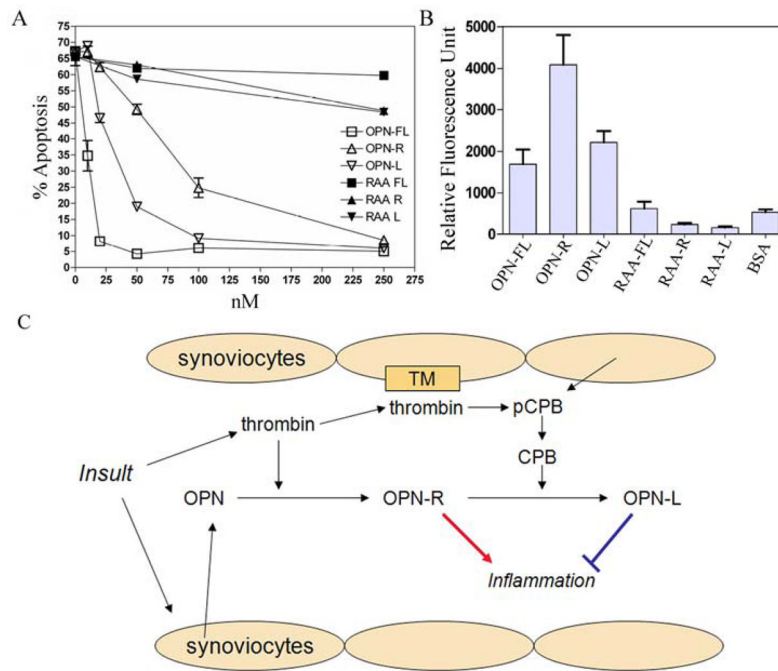 A
% Apoptosis
75
70
65
60
55
50
45
40
35
30
25
20
15
10
5
0
OPN-FL
OPN-R
OPN-L
RAA FL
RAA R
RAA L
0 25 50 75 100 125 150 175 200 225 250 275
nM
B
Relative Fluorescence Unit
5000
4000
3000
2000
1000
0
OPN-FL OPN-R OPN-L RAA-FL RAA-R RAA-L BSA
C
synoviocytes
TM
thrombin thrombin pCPB
CPB
Insult
OPN OPN-R OPN-L
Inflammation
synoviocytes